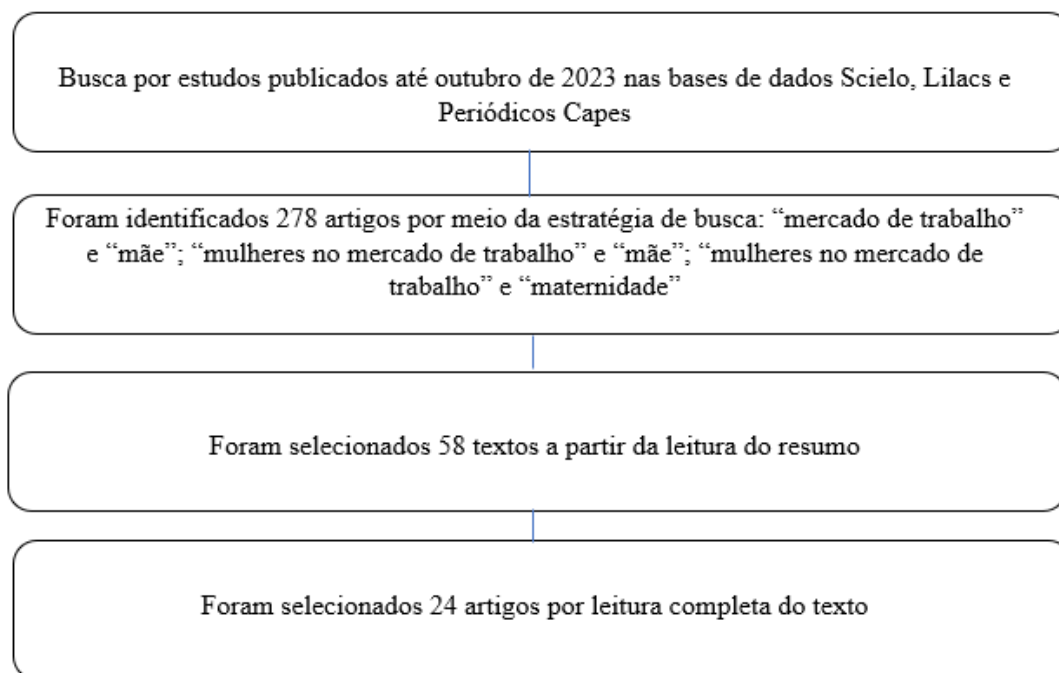 Busca por estudos publicados até outubro de 2023 nas bases de dados Scielo, Lilacs e
Periódicos Capes
Foram identificados 278 artigos por meio da estratégia de busca: “mercado de trabalho”
e “mãe”; “mulheres no mercado de trabalho” e “mãe”; “mulheres no mercado de
trabalho” e “maternidade”
Foram selecionados 58 textos a partir da leitura do resumo
Foram selecionados 24 artigos por leitura completa do texto